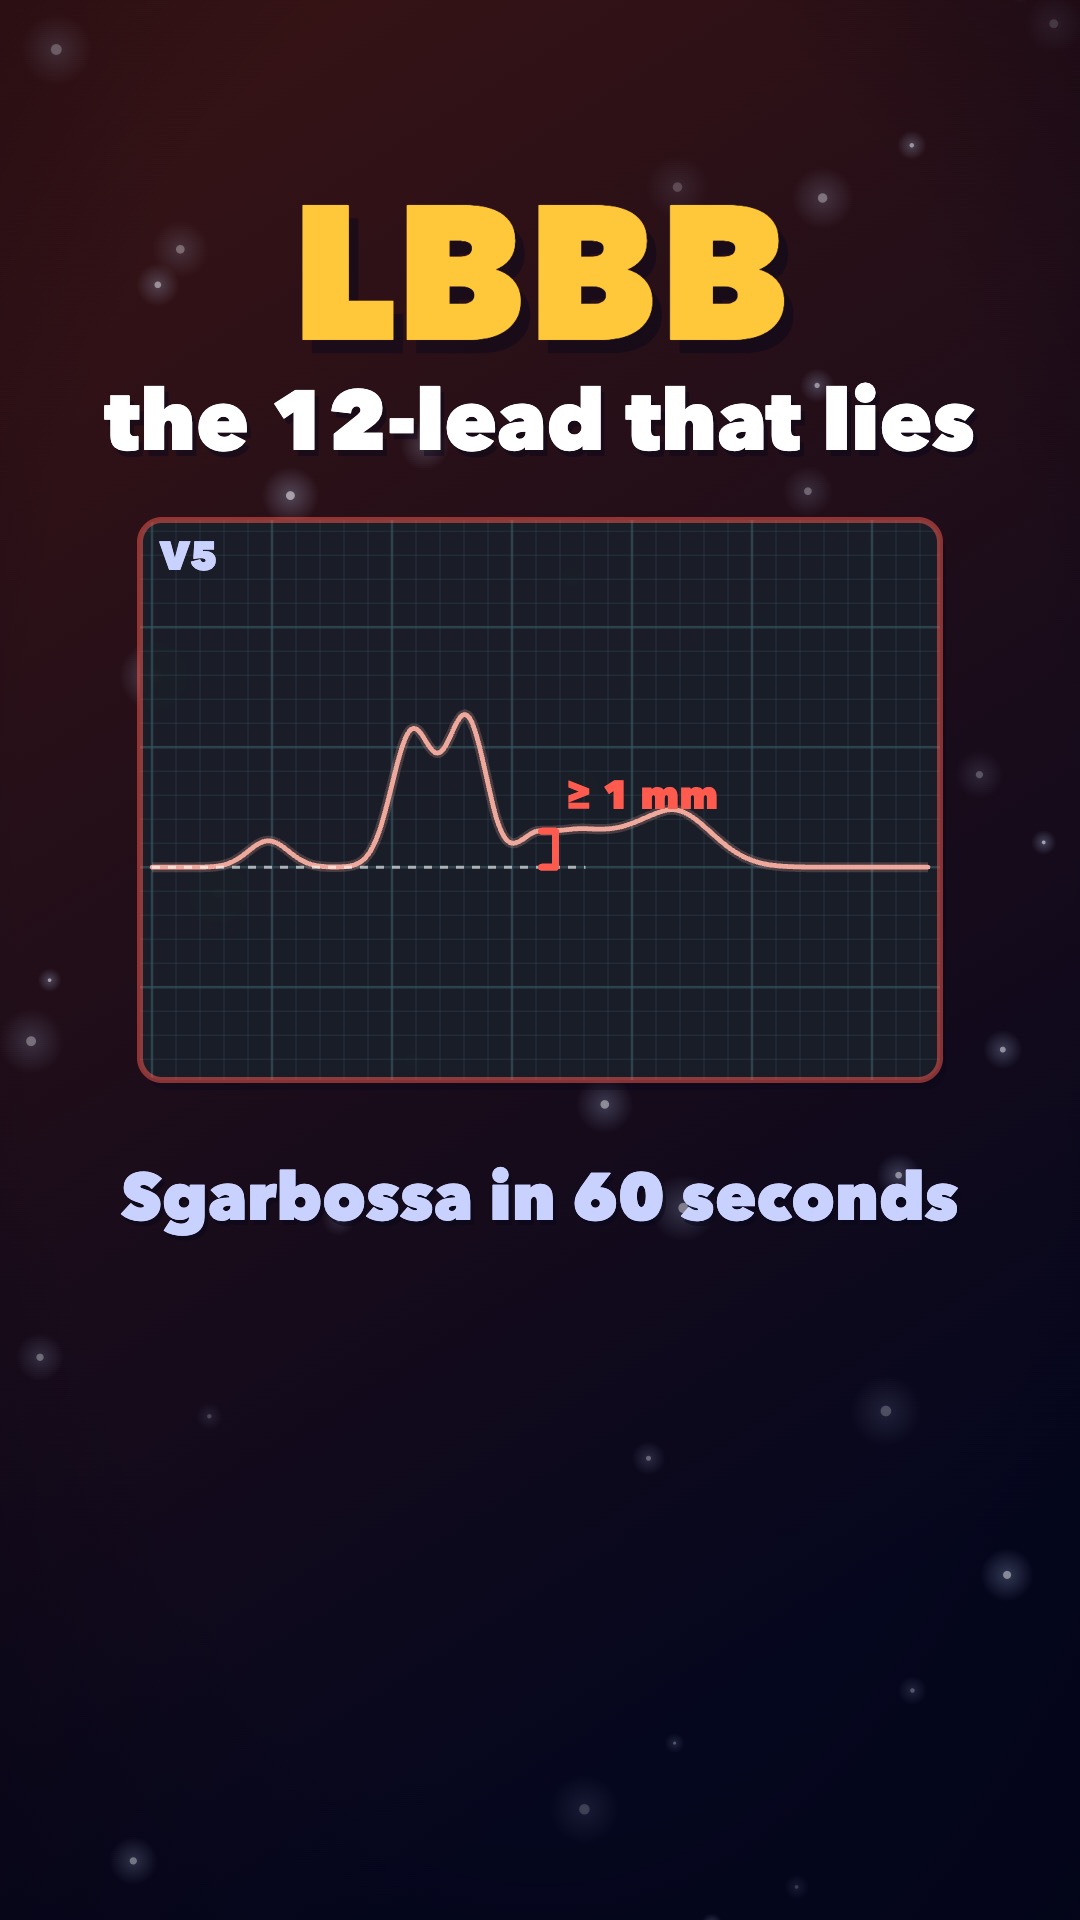 LBBB
the 12-lead that lies
V5
≥ 1 mm
Sgarbossa in 60 seconds